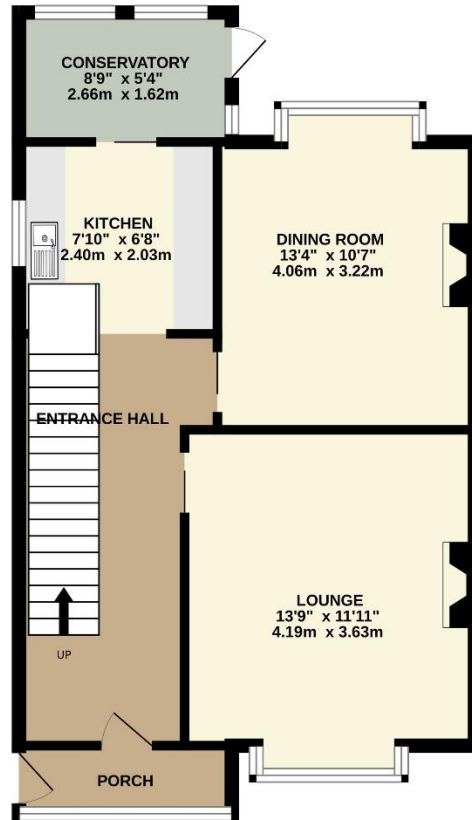 CONSERVATORY
8'9" x 5'4"
2.66m x 1.62m
KITCHEN
7'10" x 6'8"
2.40m x 2.03m
DINING ROOM
13'4" x 10'7"
4.06m x 3.22m
ENTRANCE HALL
LOUNGE
13'9" x 11'11"
4.19m x 3.63m
UP
PORCH